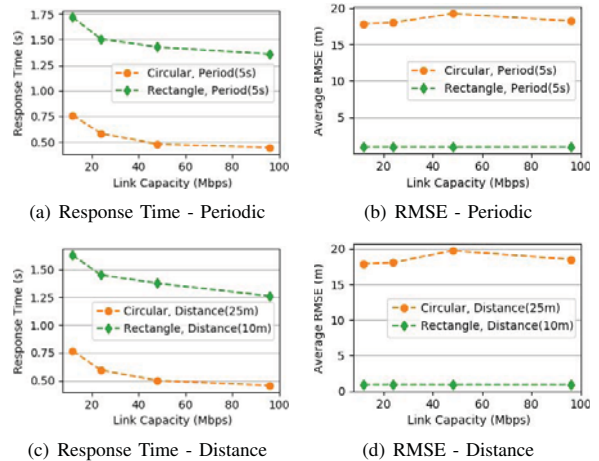 1.75
1.50
1.25
1.00
0.75
0.50
Response Time (s)
Circular, Period(5s)
Rectangle, Period(5s)
20 40 60 80 100
Link Capacity (Mbps)
(a) Response Time - Periodic
20
15
10
5
Average RMSE (m)
Circular, Period(5s)
Rectangle, Period(5s)
20 40 60 80 100
Link Capacity (Mbps)
(b) RMSE - Periodic
1.50
1.25
1.00
0.75
0.50
Response Time (s)
Circular, Distance(25m)
Rectangle, Distance(10m)
20 40 60 80 100
Link Capacity (Mbps)
(c) Response Time - Distance
20
15
10
5
0
Average RMSE (m)
Circular, Distance(25m)
Rectangle, Distance(10m)
20 40 60 80 100
Link Capacity (Mbps)
(d) RMSE - Distance